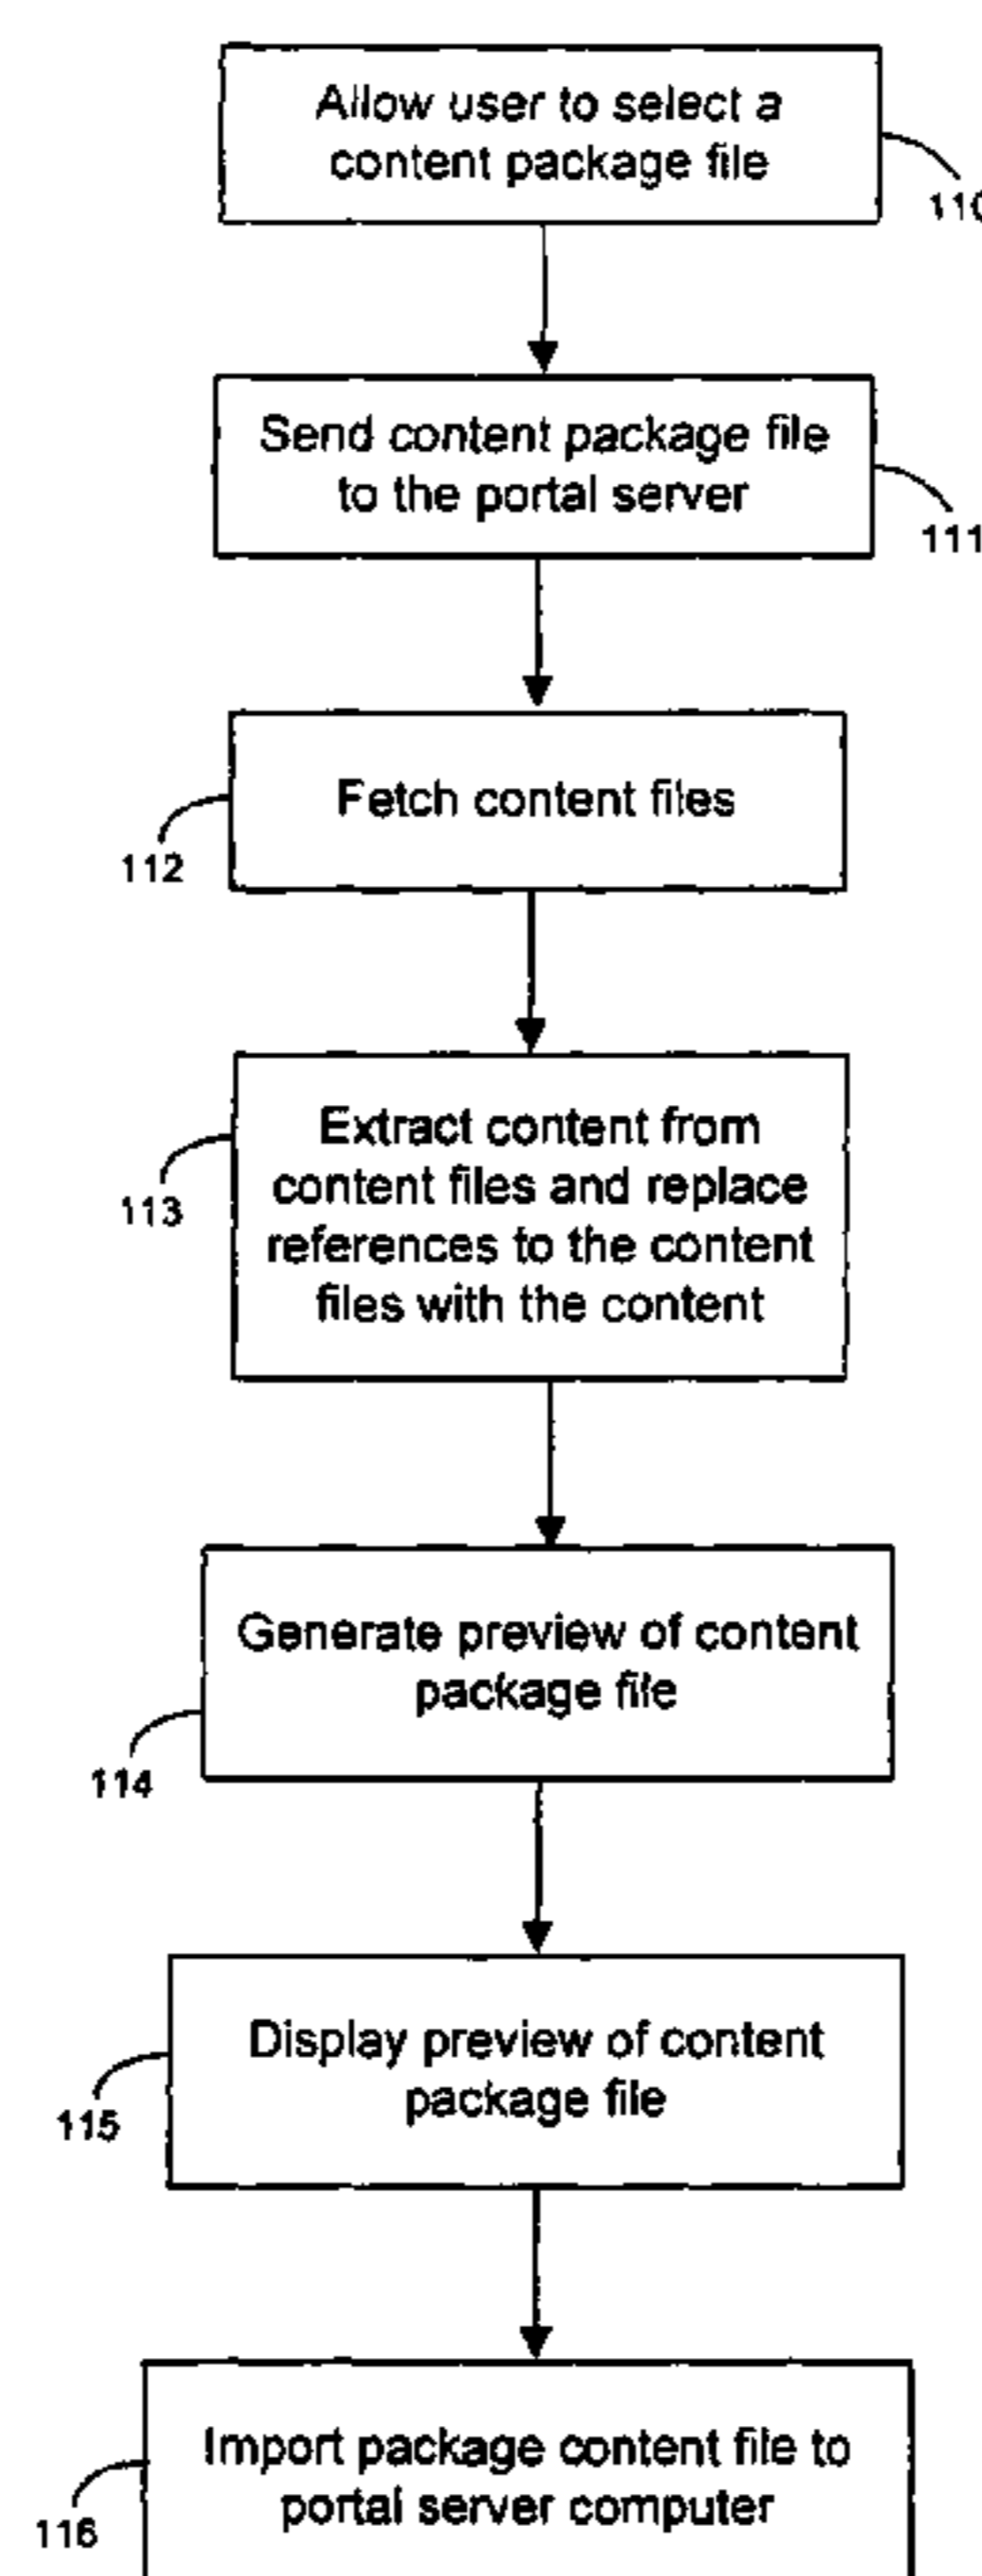 Allow user to select a
content package file
110
Send content package file
to the portal server
111
Fetch content files
112
Extract content from
content files and replace
references to the content
files with the content
113
Generate preview of content
package file
114
Display preview of content
package file
115
Import package content file to
portal server computer
116